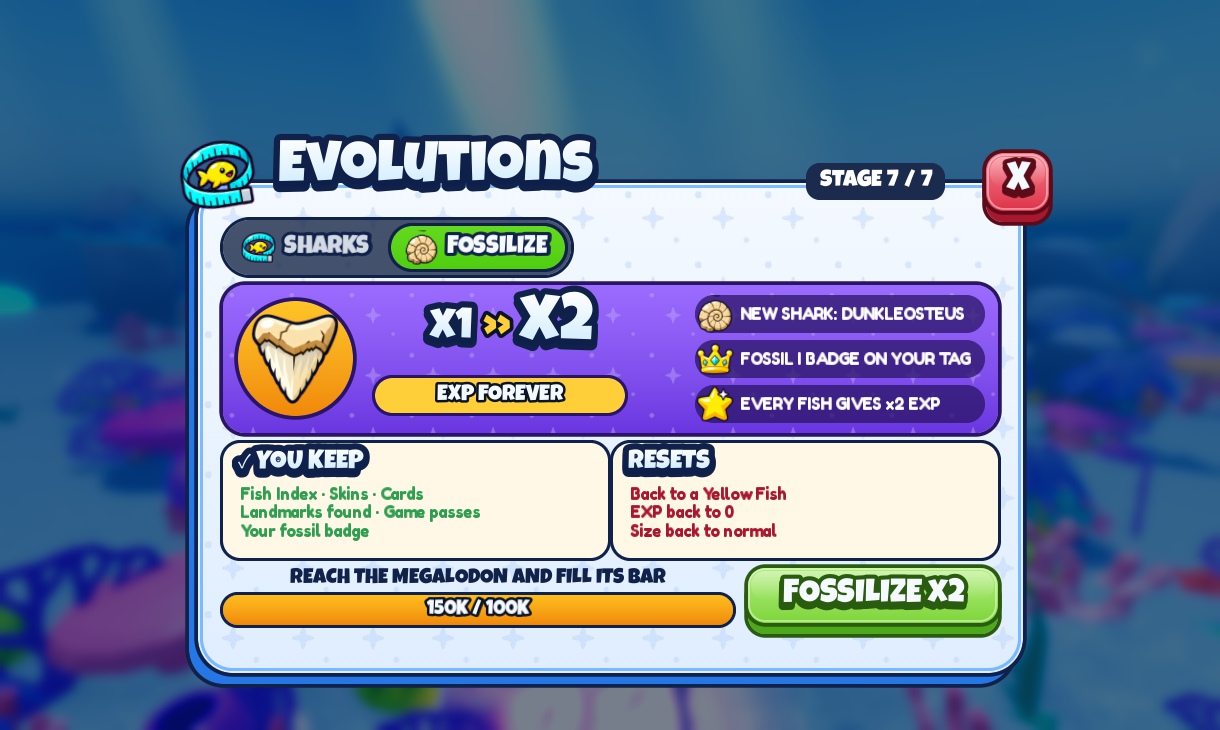 EVOLUTIONS
STAGE 7 / 7
X
SHARKS
FOSSILIZE
X1 » X2
EXP FOREVER
NEW SHARK: DUNKLEOSTEUS
FOSSIL I BADGE ON YOUR TAG
EVERY FISH GIVES x2 EXP
✓ YOU KEEP
Fish Index · Skins · Cards
Landmarks found · Game passes
Your fossil badge
RESETS
Back to a Yellow Fish
EXP back to 0
Size back to normal
REACH THE MEGALODON AND FILL ITS BAR
150K / 100K
FOSSILIZE X2